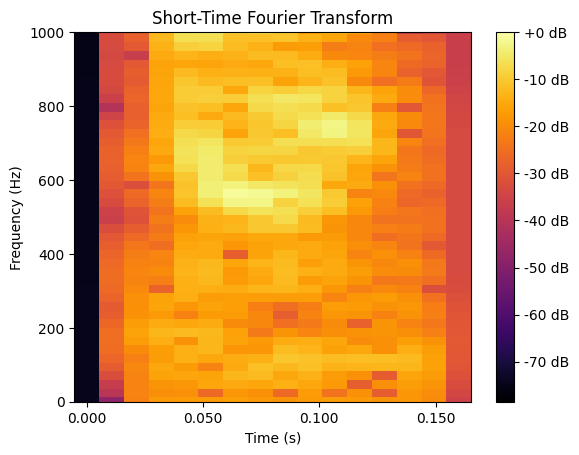 Short-Time Fourier Transform
1000
800
600
400
200
0
Frequency (Hz)
0.000
0.050
0.100
0.150
Time (s)
+0 dB
-10 dB
-20 dB
-30 dB
-40 dB
-50 dB
-60 dB
-70 dB